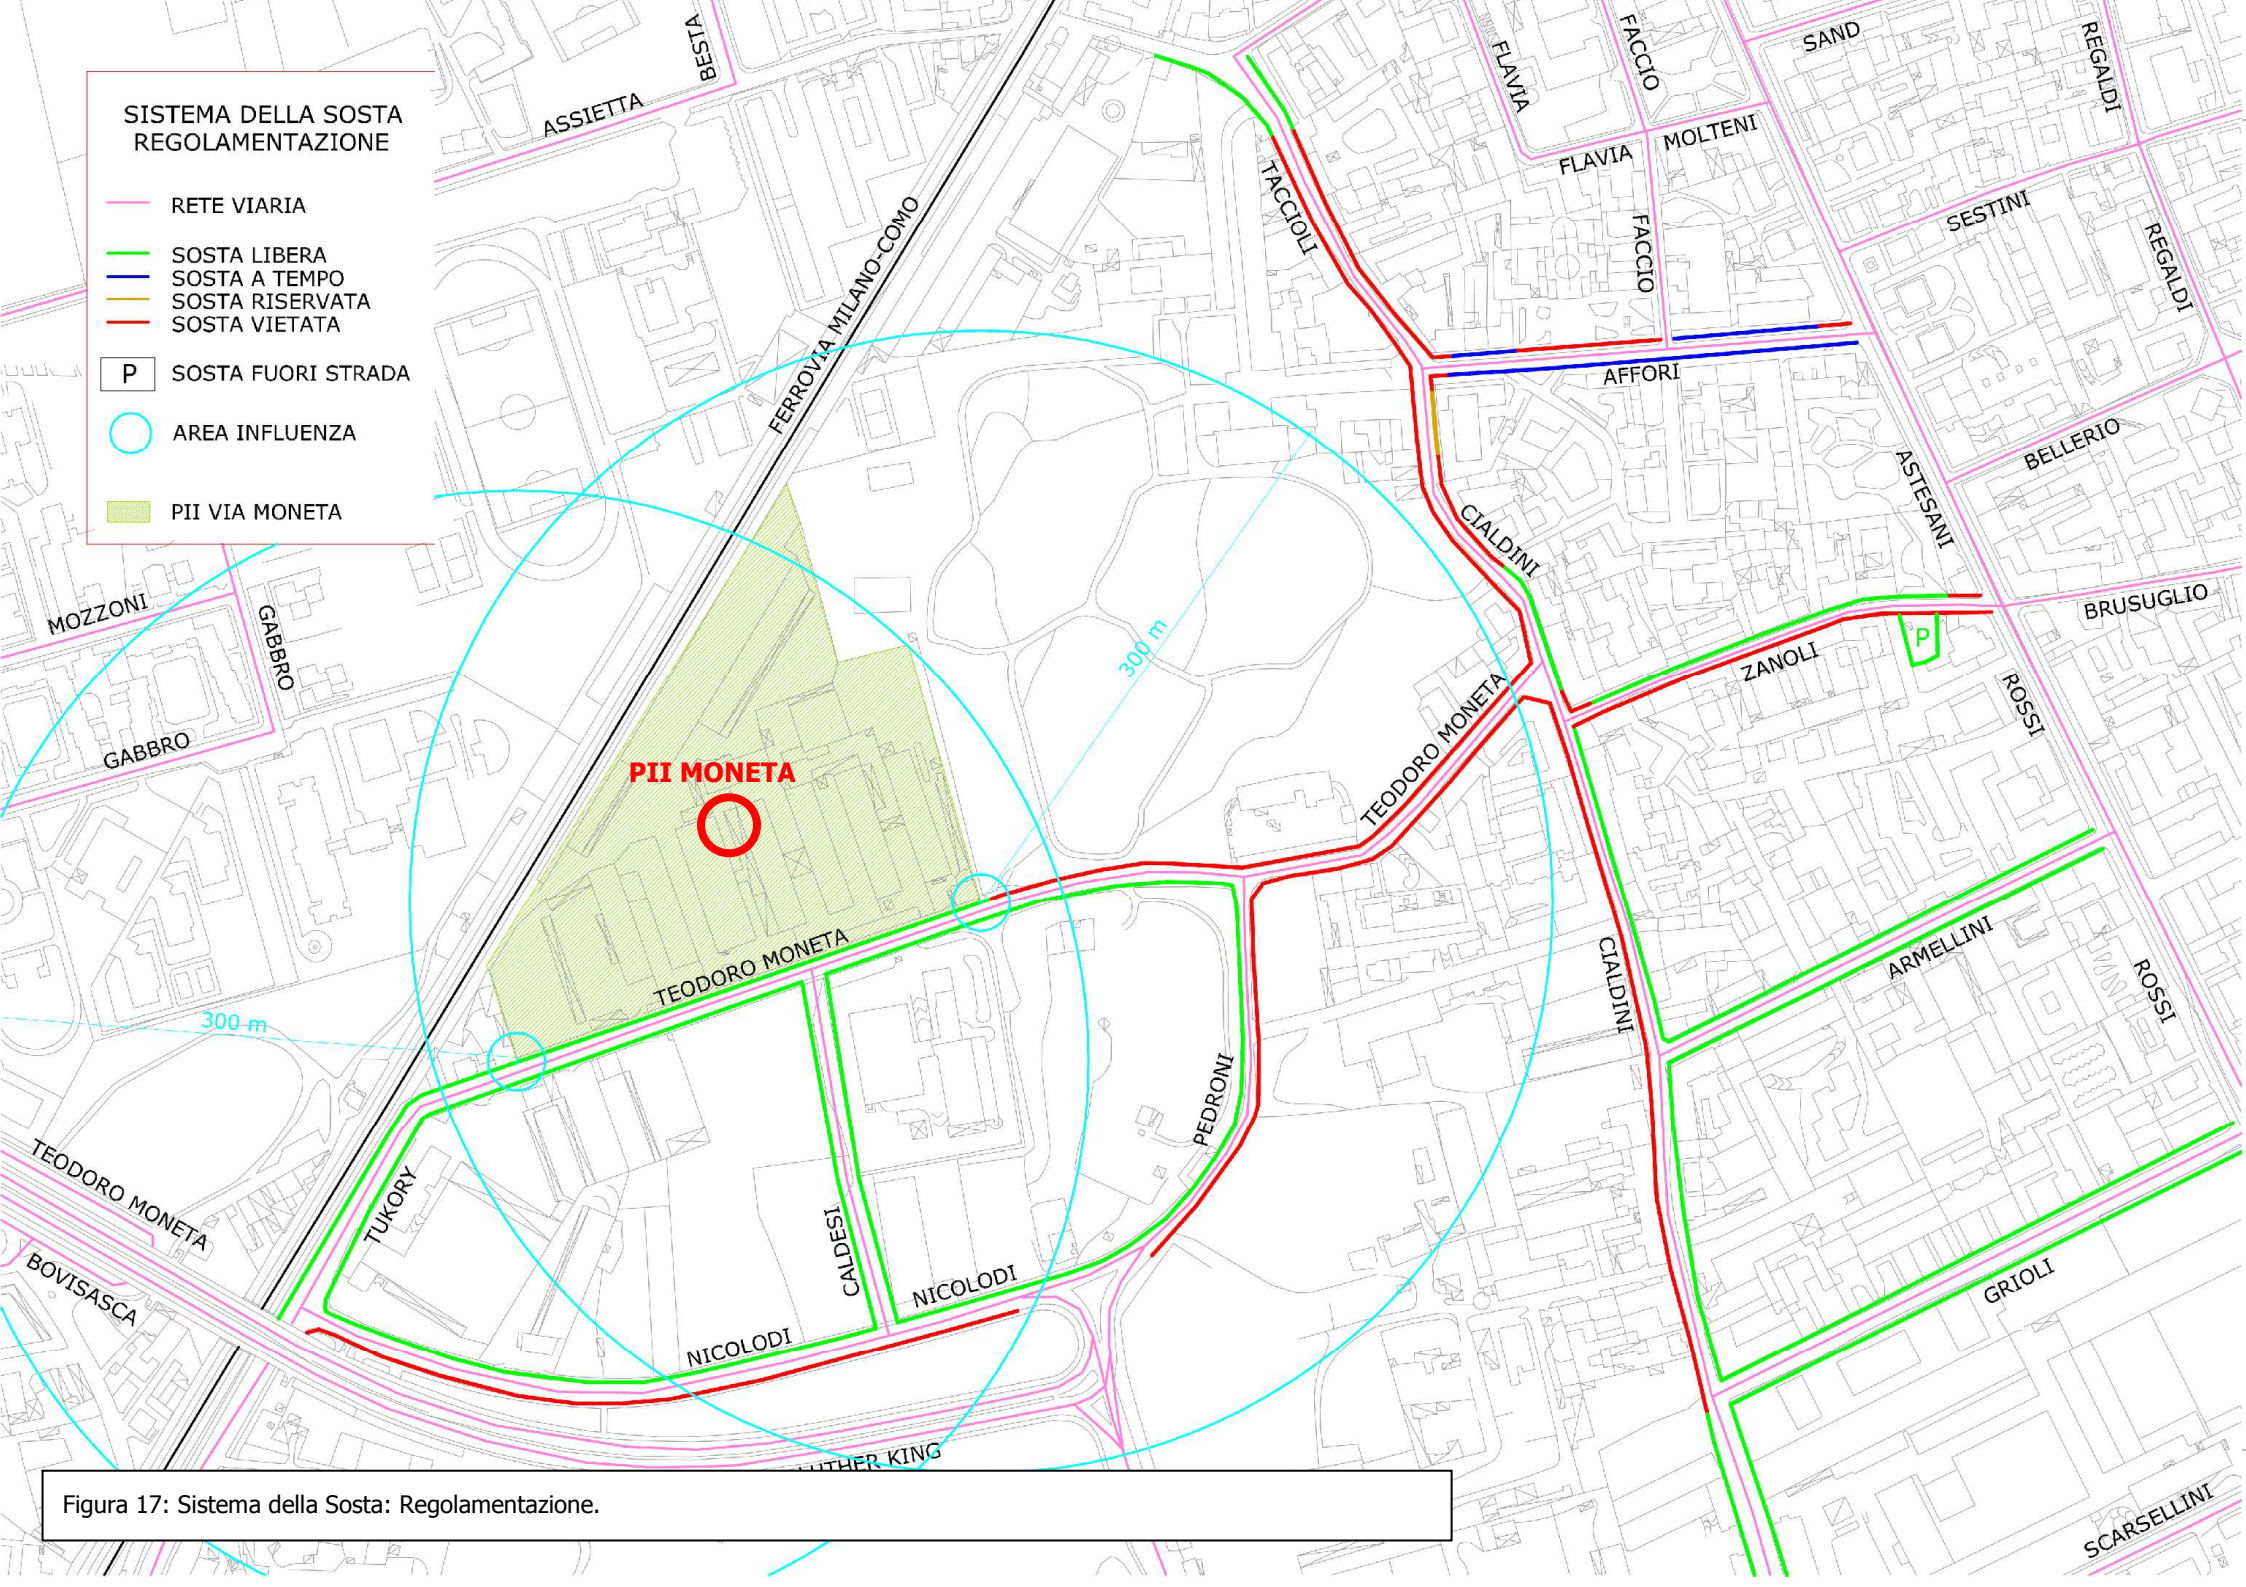 SISTEMA DELLA SOSTA
REGOLAMENTAZIONE
RETE VIARIA
SOSTA LIBERA
SOSTA A TEMPO
SOSTA RISERVATA
SOSTA VIETATA
P
SOSTA FUORI STRADA
AREA INFLUENZA
PII VIA MONETA
BESTA
ASSIETTA
FERROVIA MILANO-COMO
TACCIOLI
FLAVIA
FACCIO
SAND
REGALDI
FLAVIA
MOLTENI
FACCIO
SESTINI
REGALDI
AFFORI
BELLERIO
ASTESANI
CIALDINI
MOZZONI
GABBRO
GABBRO
BRUSUGLIO
P
ZANOLI
ROSSI
300 m
TEODORO MONETA
PII MONETA
TEODORO MONETA
CIALDINI
ARMELLINI
ROSSI
300 m
PEDRONI
TEODORO MONETA
TUKORY
BOVISASCA
CALDESI
NICOLODI
NICOLODI
GRIOLI
LUTHER KING
SCARSELLINI
Figura 17: Sistema della Sosta: Regolamentazione.